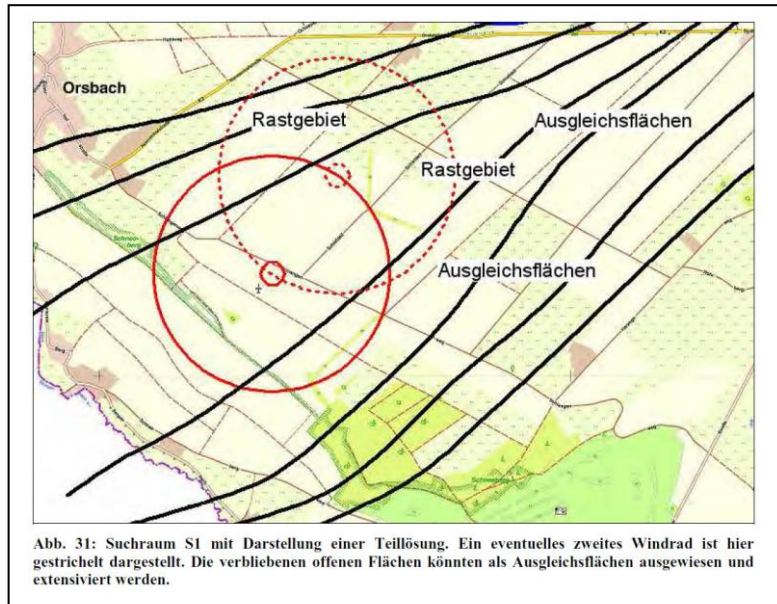 Orsbach
Rastgebiet
Ausgleichsflächen
Rastgebiet
Ausgleichsflächen
Abb. 31: Suchraum S1 mit Darstellung einer Teillösung. Ein eventuelles zweites Windrad ist hier
gestrichelt dargestellt. Die verbliebenen offenen Flächen könnten als Ausgleichsflächen ausgewiesen und
extensiviert werden.